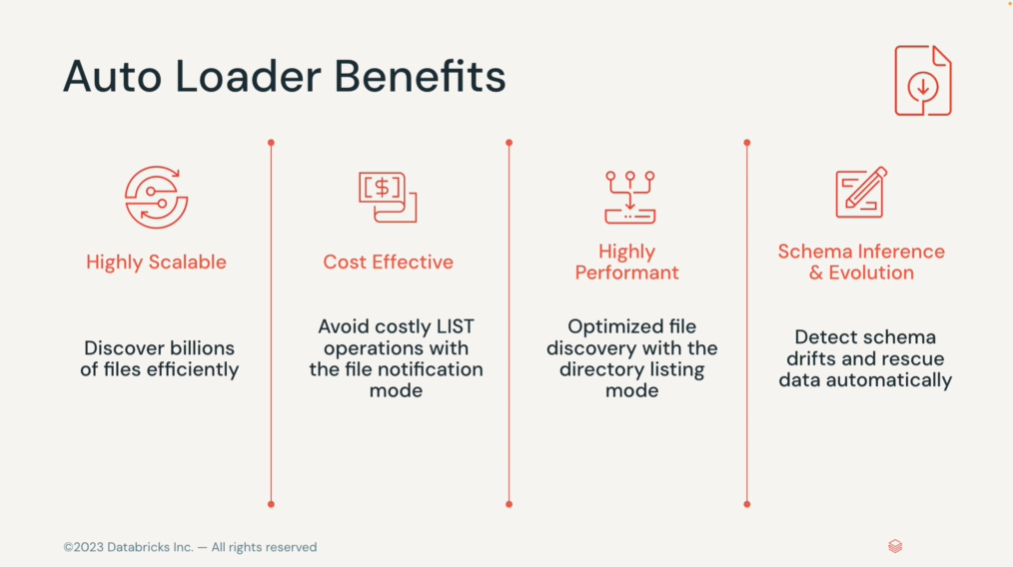 Auto Loader Benefits
[$]
Highly Scalable
Discover billions
of files efficiently
Cost Effective
Avoid costly LIST
operations with
the file notification
mode
Highly
Performant
Optimized file
discovery with the
directory listing
mode
Schema Inference
& Evolution
Detect schema
drifts and rescue
data automatically
©2023 Databricks Inc. — All rights reserved